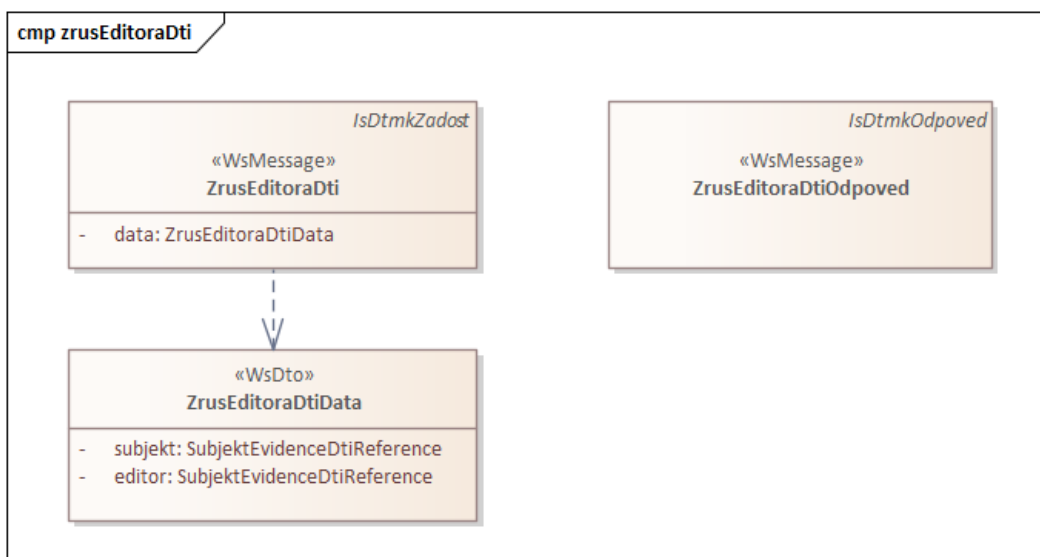 cmp zrusEditoraDti
IsDtmkZadost
«WsMessage»
ZrusEditoraDti
- data: ZrusEditoraDtiData
IsDtmkOdpoved
«WsMessage»
ZrusEditoraDtiOdpoved
«WsDto»
ZrusEditoraDtiData
- subjekt: SubjektEvidenceDtiReference
- editor: SubjektEvidenceDtiReference